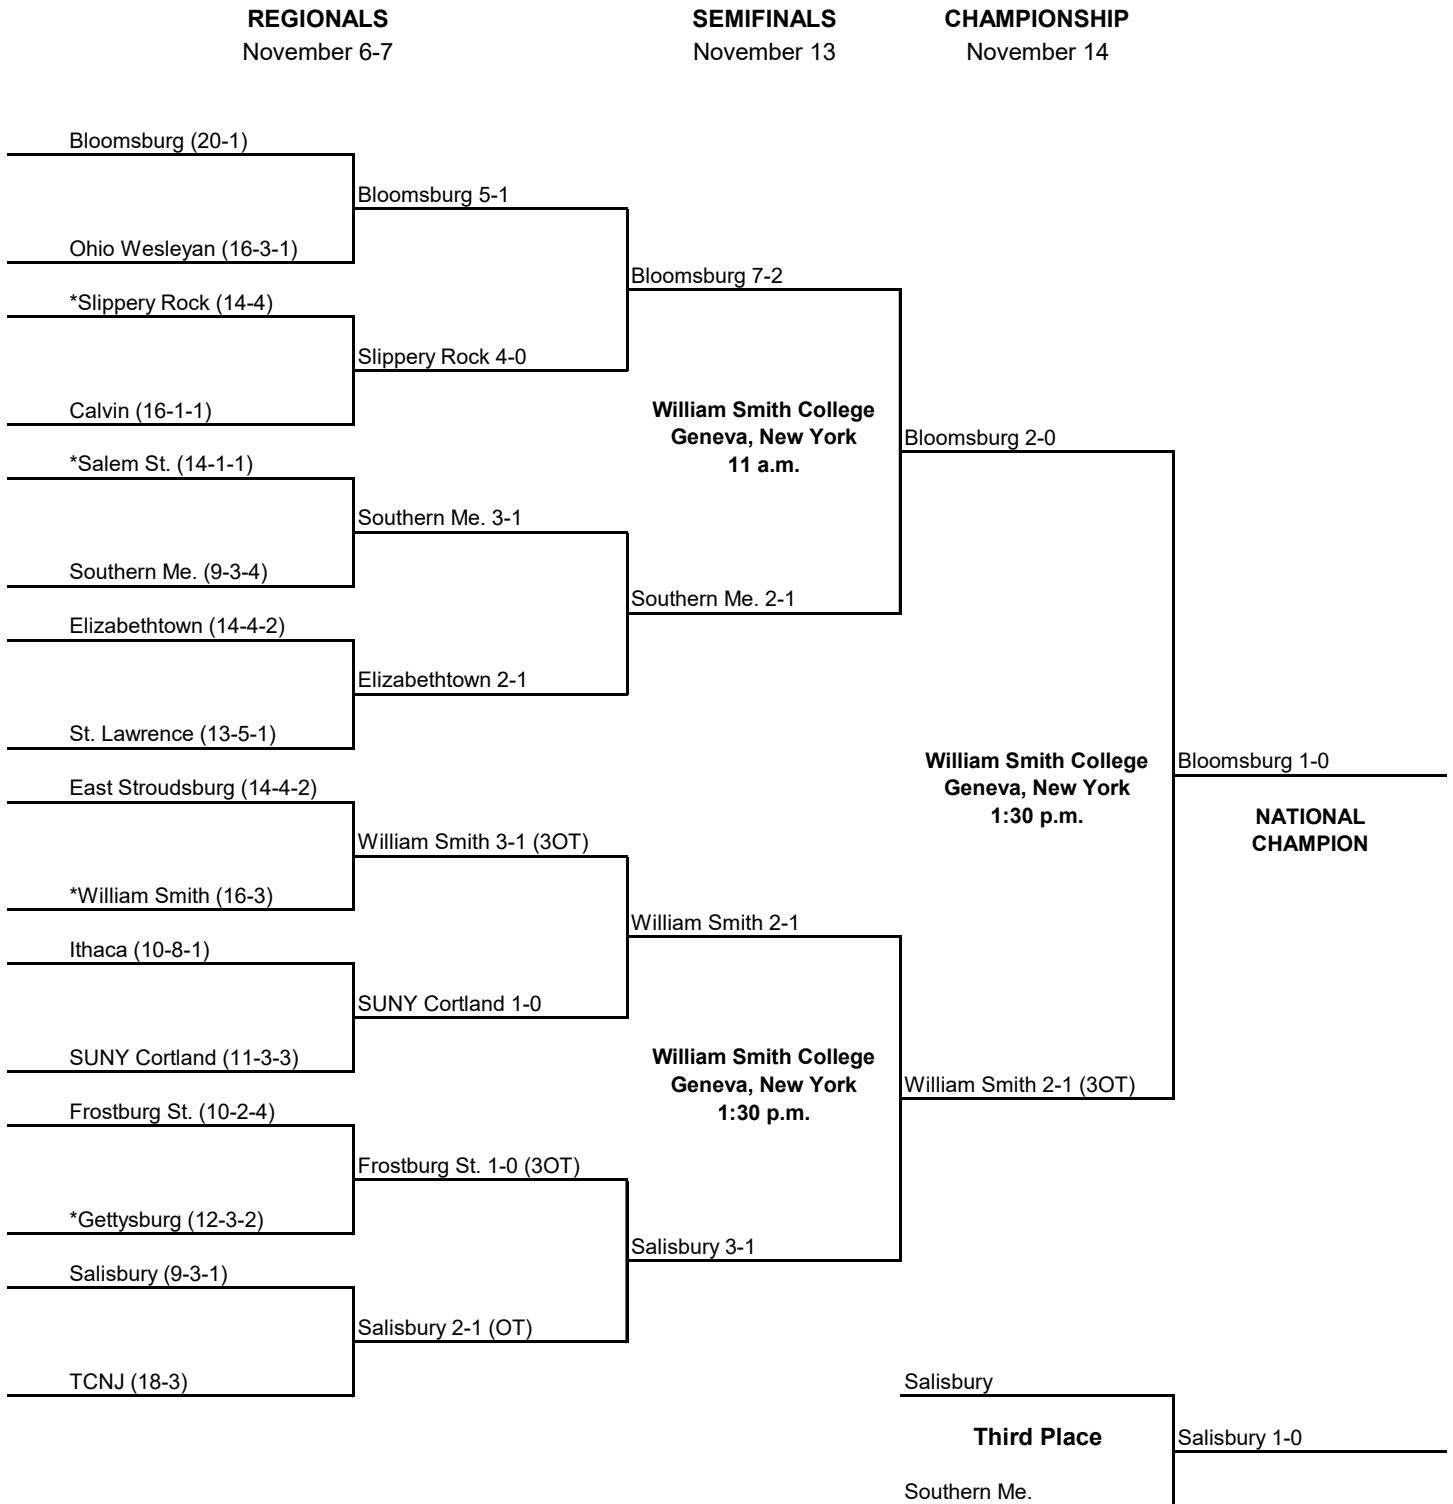 REGIONALS
November 6-7
SEMIFINALS
November 13
CHAMPIONSHIP
November 14
Bloomsburg (20-1)
Bloomsburg 5-1
Ohio Wesleyan (16-3-1)
Bloomsburg 7-2
*Slippery Rock (14-4)
Slippery Rock 4-0
Calvin (16-1-1)
William Smith College
Geneva, New York
11 a.m.
Bloomsburg 2-0
*Salem St. (14-1-1)
Southern Me. 3-1
Southern Me. (9-3-4)
Southern Me. 2-1
Elizabethtown (14-4-2)
Elizabethtown 2-1
St. Lawrence (13-5-1)
William Smith College
Geneva, New York
1:30 p.m.
Bloomsburg 1-0
NATIONAL
CHAMPION
East Stroudsburg (14-4-2)
William Smith 3-1 (3OT)
*William Smith (16-3)
William Smith 2-1
Ithaca (10-8-1)
SUNY Cortland 1-0
SUNY Cortland (11-3-3)
William Smith College
Geneva, New York
1:30 p.m.
William Smith 2-1 (3OT)
Frostburg St. (10-2-4)
Frostburg St. 1-0 (3OT)
*Gettysburg (12-3-2)
Salisbury 3-1
Salisbury (9-3-1)
Salisbury 2-1 (OT)
TCNJ (18-3)
Salisbury
Third Place
Salisbury 1-0
Southern Me.